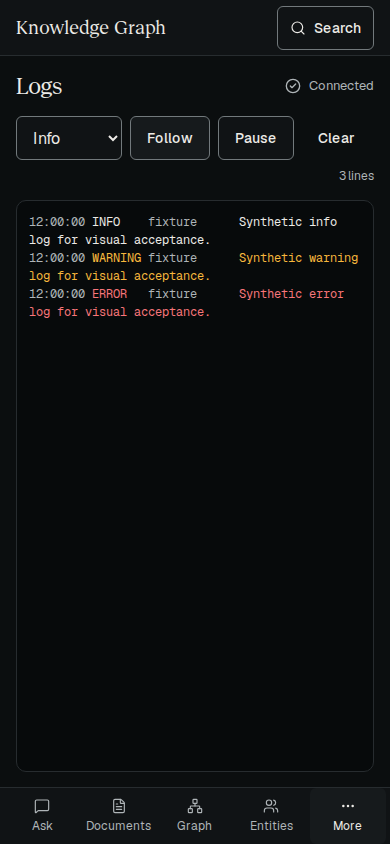 Knowledge Graph
Search
Logs
Connected
Info
Follow
Pause
Clear
3 lines
12:00:00 INFO fixture Synthetic info
log for visual acceptance.
12:00:00 WARNING fixture Synthetic warning
log for visual acceptance.
12:00:00 ERROR fixture Synthetic error
log for visual acceptance.
Ask
Documents
Graph
Entities
More